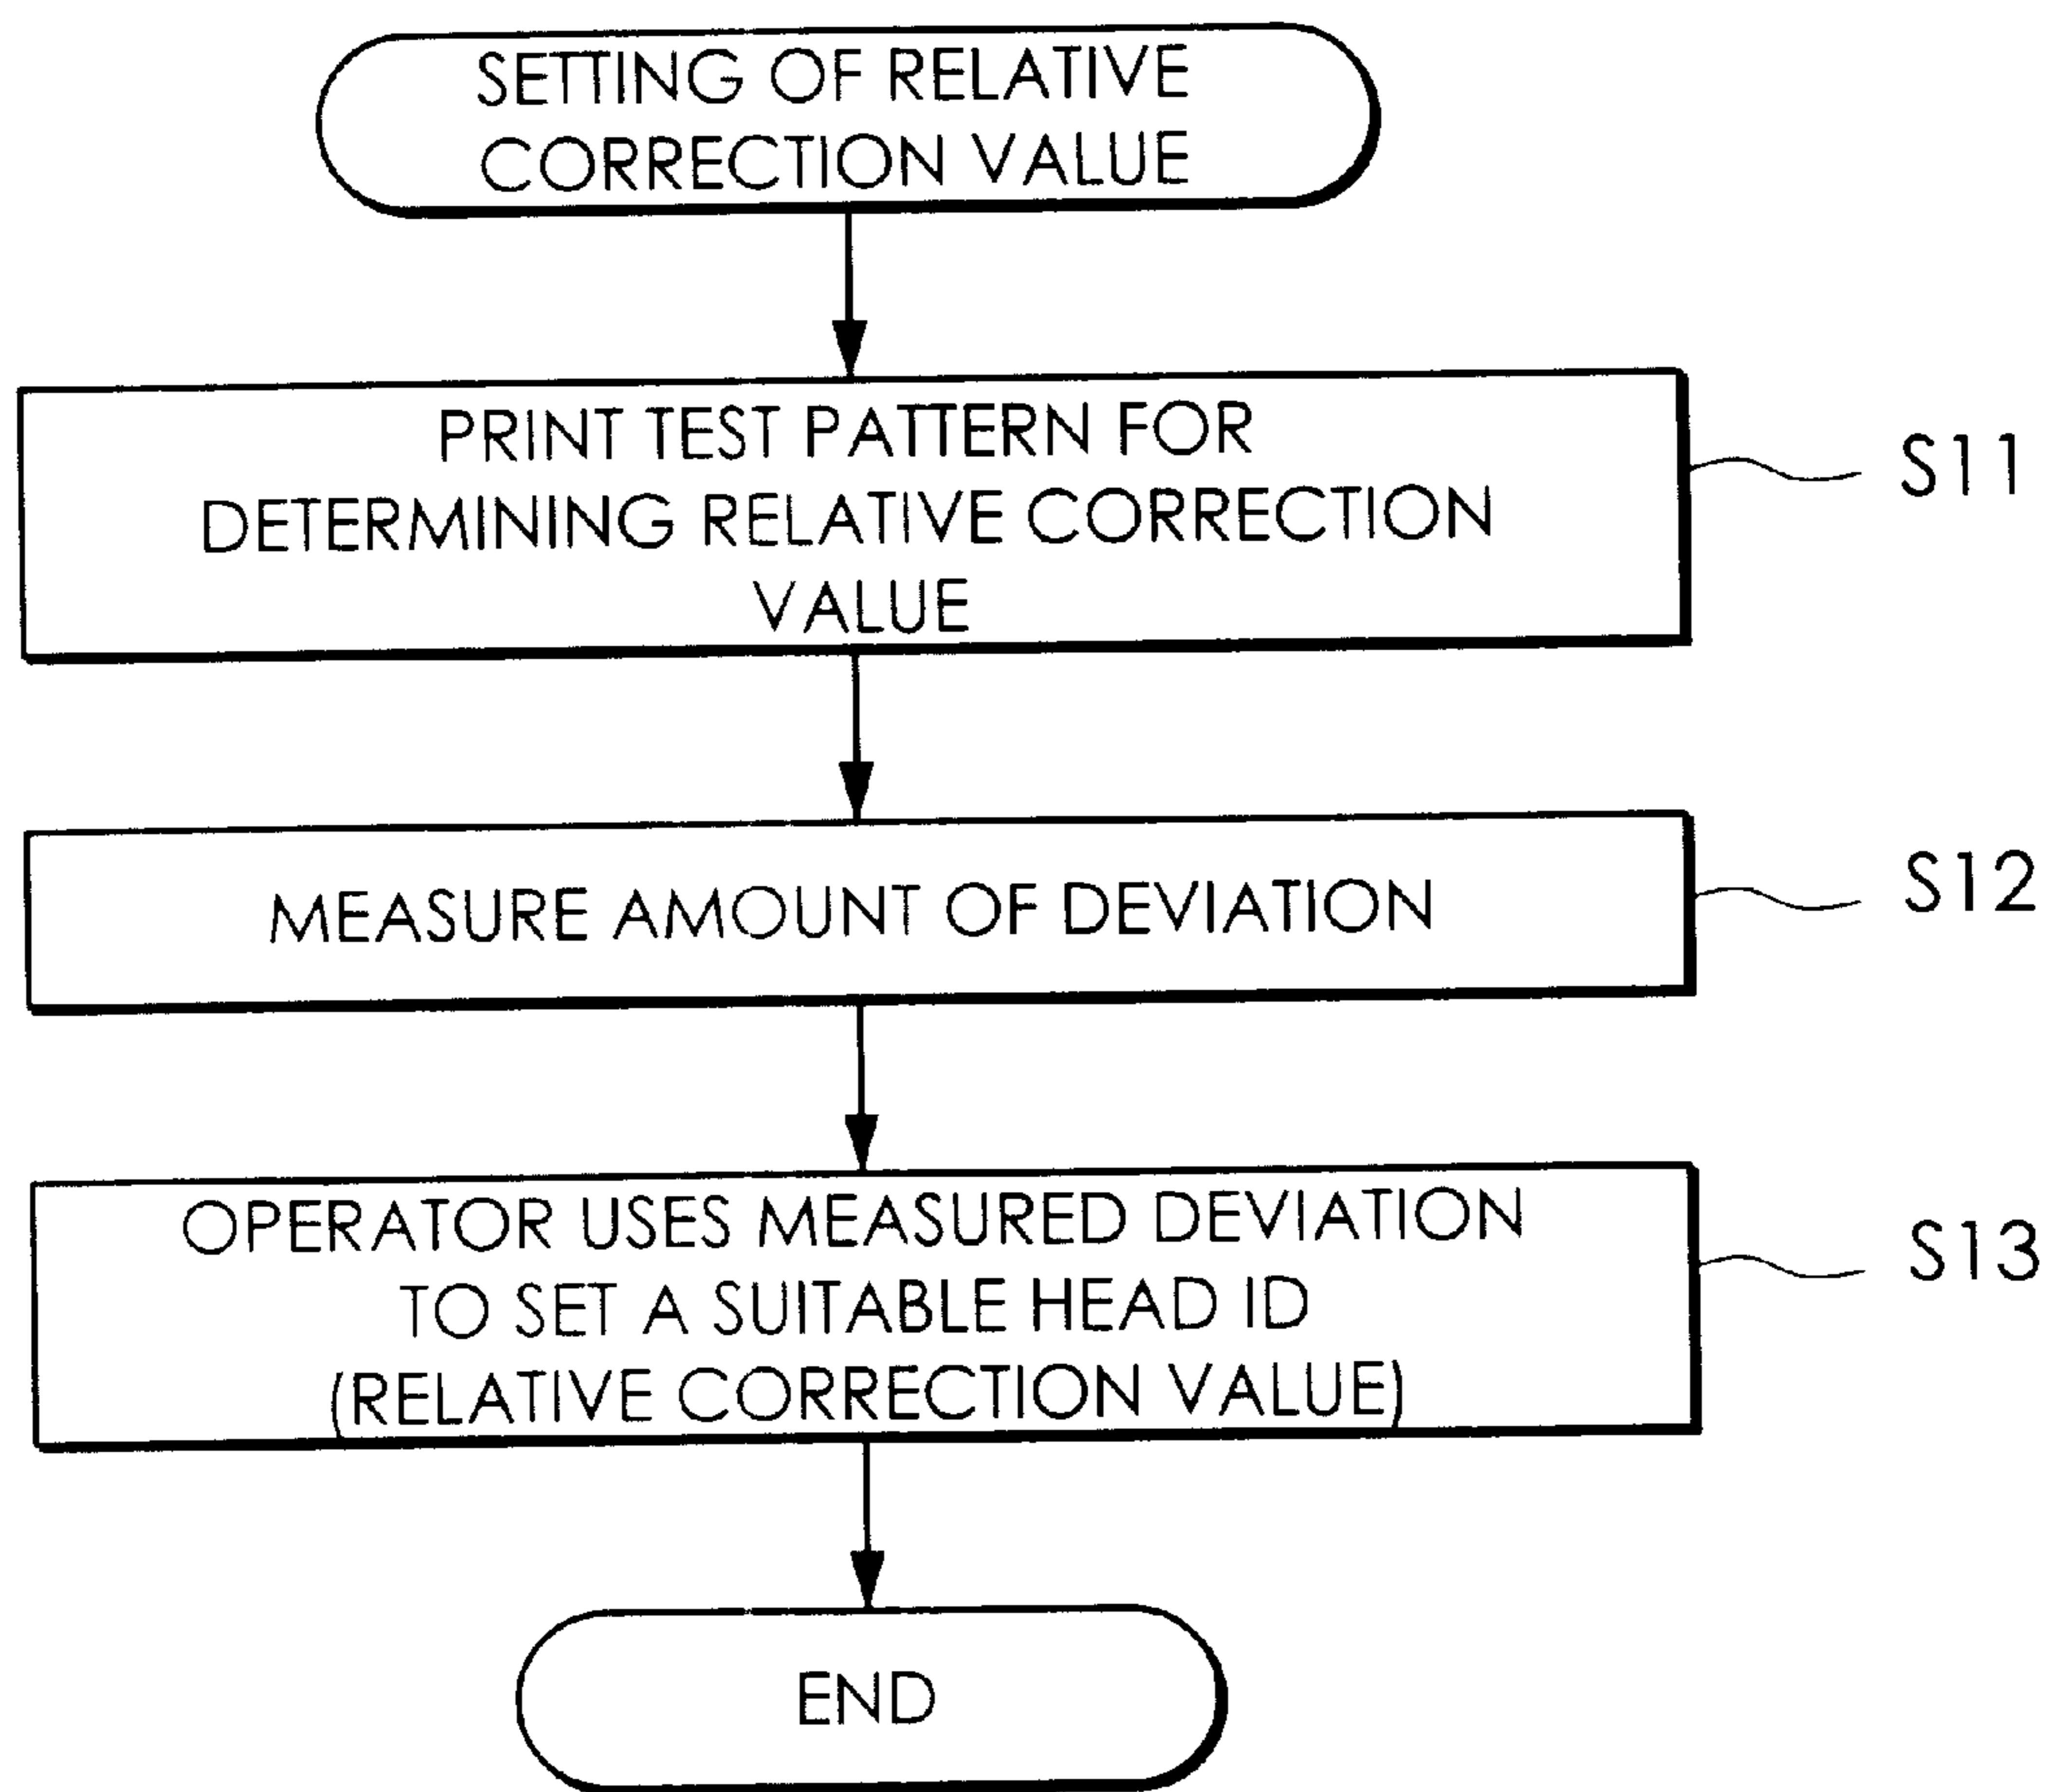 SETTING OF RELATIVE
CORRECTION VALUE
PRINT TEST PATTERN FOR
DETERMINING RELATIVE CORRECTION
VALUE
S11
MEASURE AMOUNT OF DEVIATION
S12
OPERATOR USES MEASURED DEVIATION
TO SET A SUITABLE HEAD ID
(RELATIVE CORRECTION VALUE)
S13
END